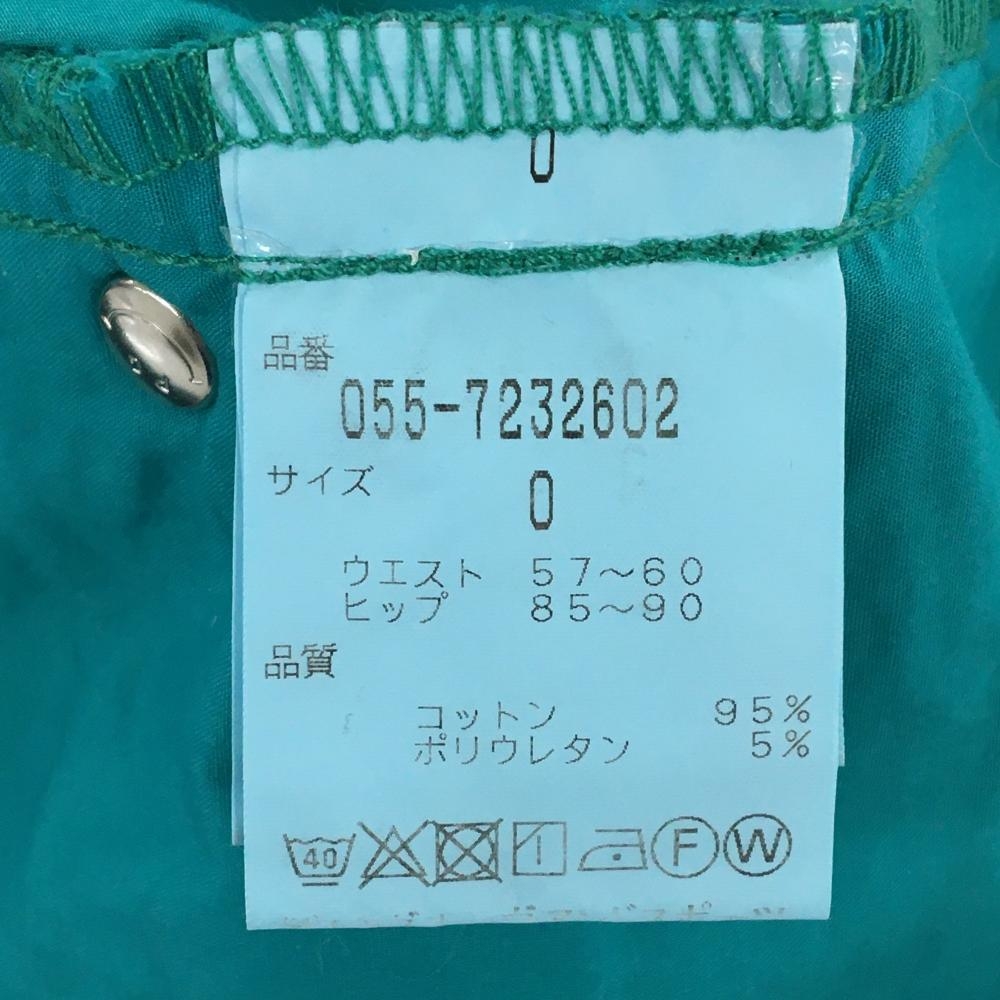 0
品番
055-7232602
サイズ 0
ウエスト 57～60
ヒップ 85～90
品質
コットン 95%
ポリウレタン 5%
40 F W